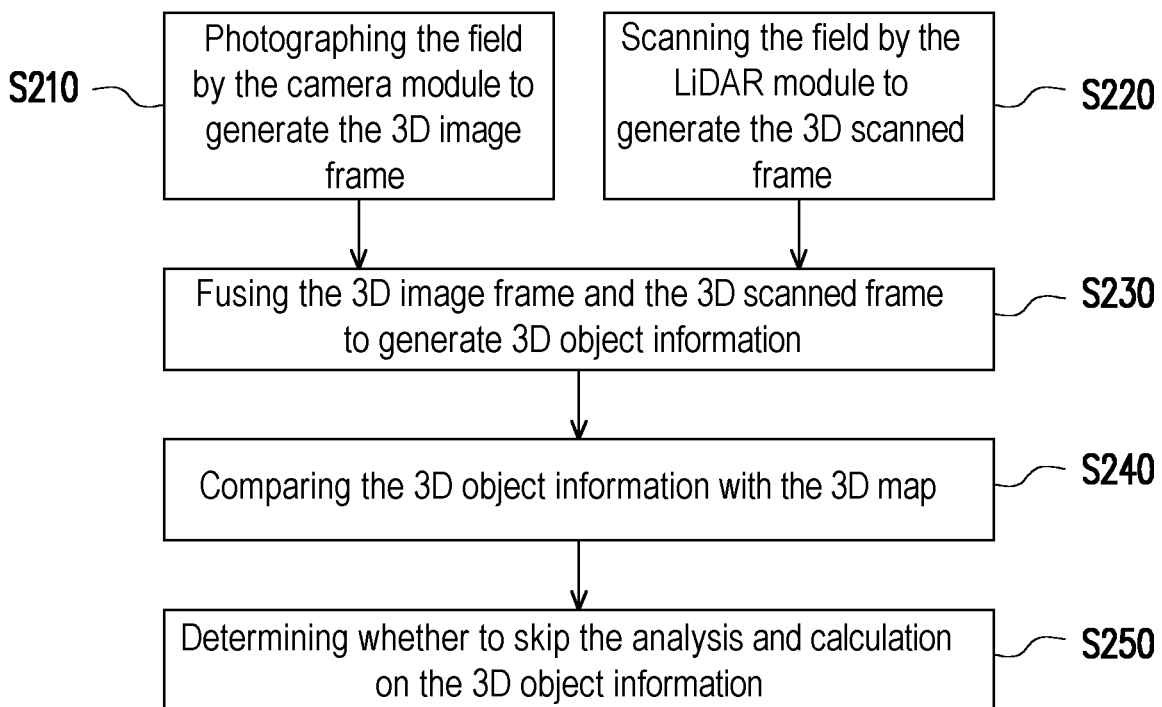 S210
Photographing the field
by the camera module to
generate the 3D image
frame
Scanning the field by the
LiDAR module to
generate the 3D scanned
frame
S220
Fusing the 3D image frame and the 3D scanned frame
to generate 3D object information
S230
Comparing the 3D object information with the 3D map
S240
Determining whether to skip the analysis and calculation
on the 3D object information
S250